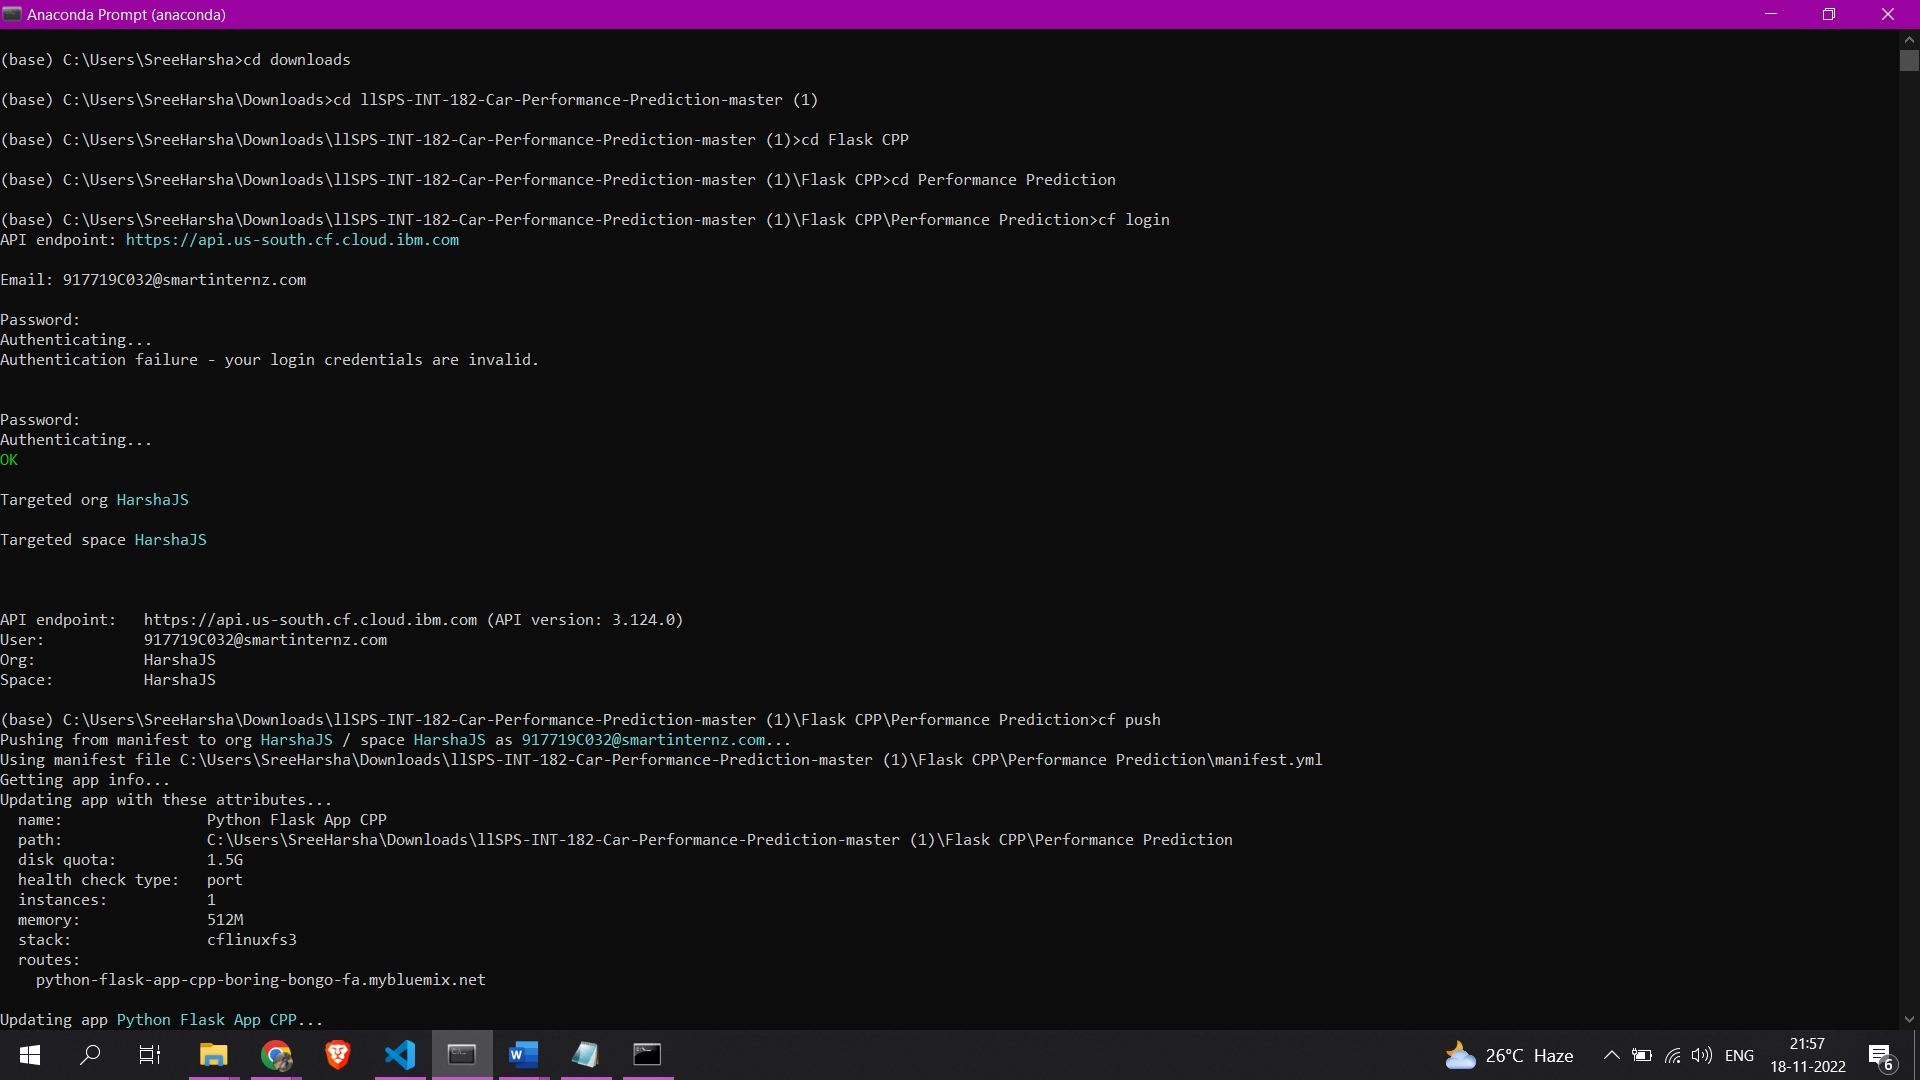 Anaconda Prompt (anaconda)
(base) C:\Users\SreeHarsha>cd downloads
(base) C:\Users\SreeHarsha\Downloads>cd llSPS-INT-182-Car-Performance-Prediction-master (1)
(base) C:\Users\SreeHarsha\Downloads\llSPS-INT-182-Car-Performance-Prediction-master (1)>cd Flask CPP
(base) C:\Users\SreeHarsha\Downloads\llSPS-INT-182-Car-Performance-Prediction-master (1)\Flask CPP>cd Performance Prediction
(base) C:\Users\SreeHarsha\Downloads\llSPS-INT-182-Car-Performance-Prediction-master (1)\Flask CPP\Performance Prediction>cf login
API endpoint: https://api.us-south.cf.cloud.ibm.com
Email: 917719C032@smartinternz.com
Password:
Authenticating...
Authentication failure - your login credentials are invalid.
Password:
Authenticating...
OK
Targeted org HarshaJS
Targeted space HarshaJS
API endpoint:   https://api.us-south.cf.cloud.ibm.com (API version: 3.124.0)
User:           917719C032@smartinternz.com
Org:            HarshaJS
Space:          HarshaJS
(base) C:\Users\SreeHarsha\Downloads\llSPS-INT-182-Car-Performance-Prediction-master (1)\Flask CPP\Performance Prediction>cf push
Pushing from manifest to org HarshaJS / space HarshaJS as 917719C032@smartinternz.com...
Using manifest file C:\Users\SreeHarsha\Downloads\llSPS-INT-182-Car-Performance-Prediction-master (1)\Flask CPP\Performance Prediction\manifest.yml
Getting app info...
Updating app with these attributes...
  name:                Python Flask App CPP
  path:                C:\Users\SreeHarsha\Downloads\llSPS-INT-182-Car-Performance-Prediction-master (1)\Flask CPP\Performance Prediction
  disk quota:          1.5G
  health check type:   port
  instances:           1
  memory:              512M
  stack:               cflinuxfs3
  routes:
    python-flask-app-cpp-boring-bongo-fa.mybluemix.net
Updating app Python Flask App CPP...
26°C Haze
ENG
21:57
18-11-2022
6